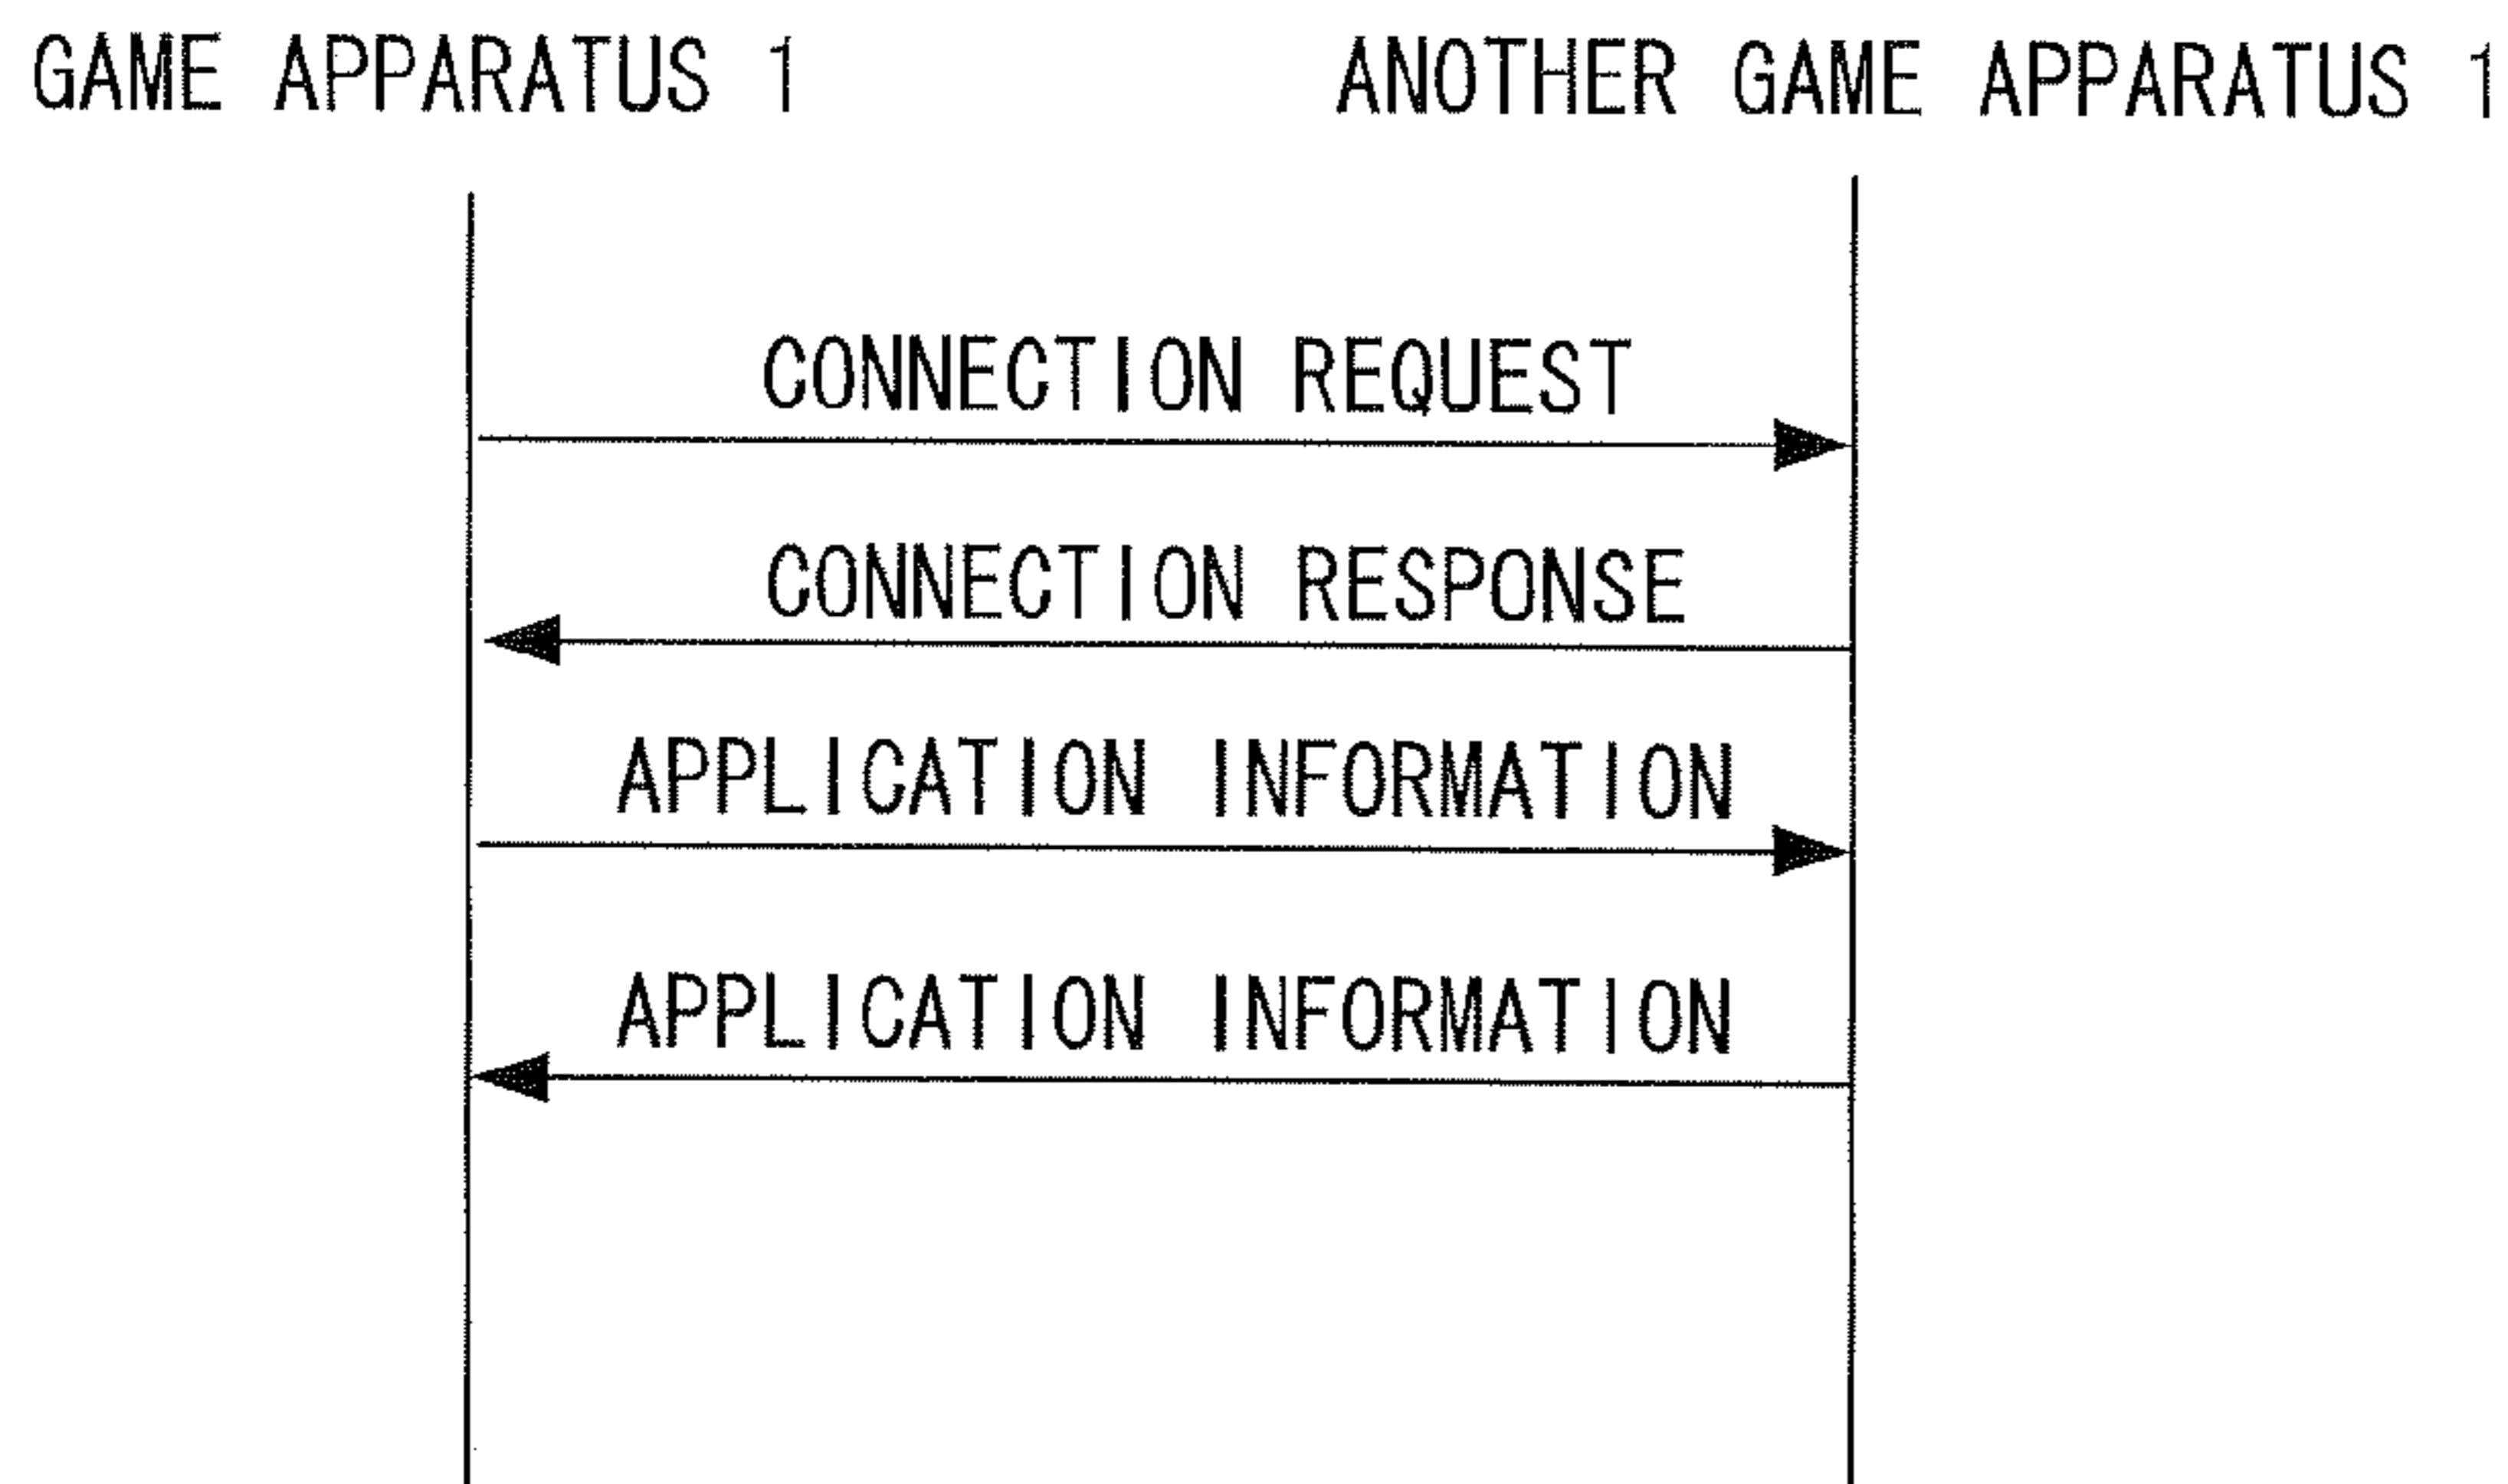 GAME APPARATUS 1
ANOTHER GAME APPARATUS 1
CONNECTION REQUEST
CONNECTION RESPONSE
APPLICATION INFORMATION
APPLICATION INFORMATION